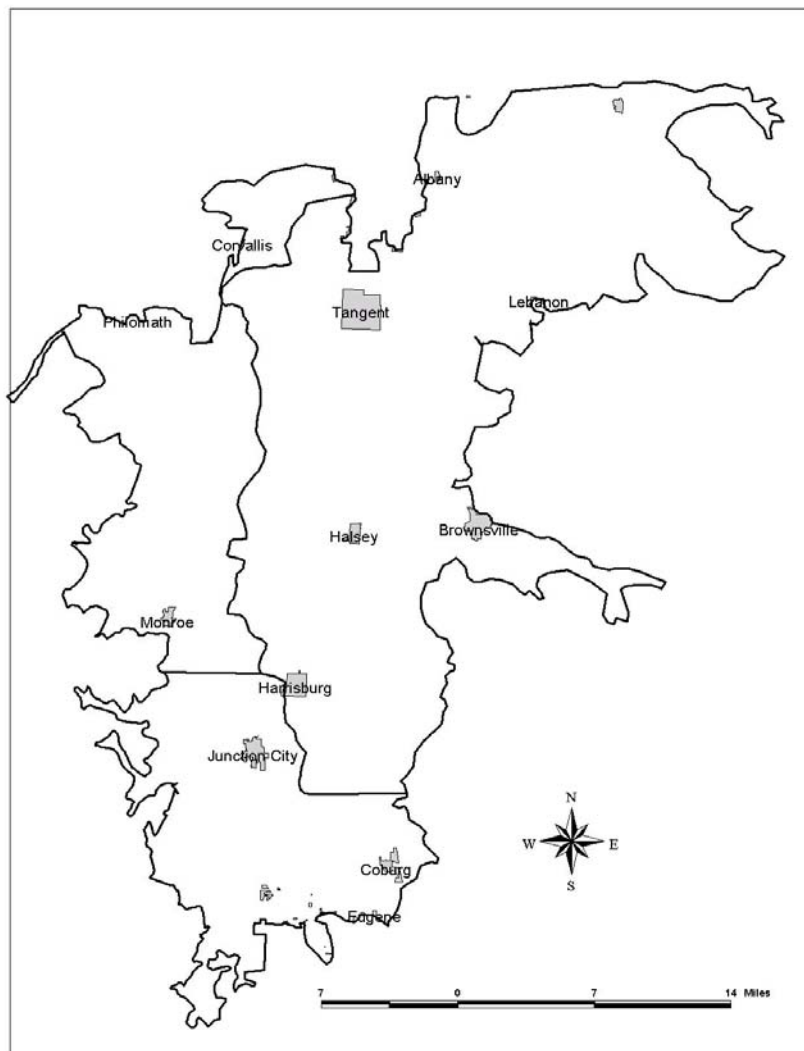 Albany
Corvallis
Lebanon
Tangent
Philomath
Brownsville
Halsey
Monroe
Harrisburg
Junction City
N
W E
S
Coburg
Eugene
7 0 7 14 Miles